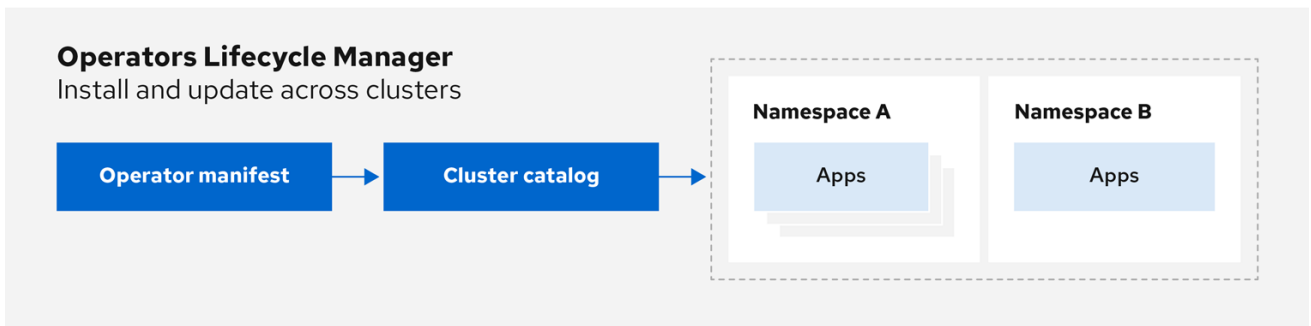 Operators Lifecycle Manager
Install and update across clusters
Operator manifest
Cluster catalog
Namespace A
Apps
Namespace B
Apps